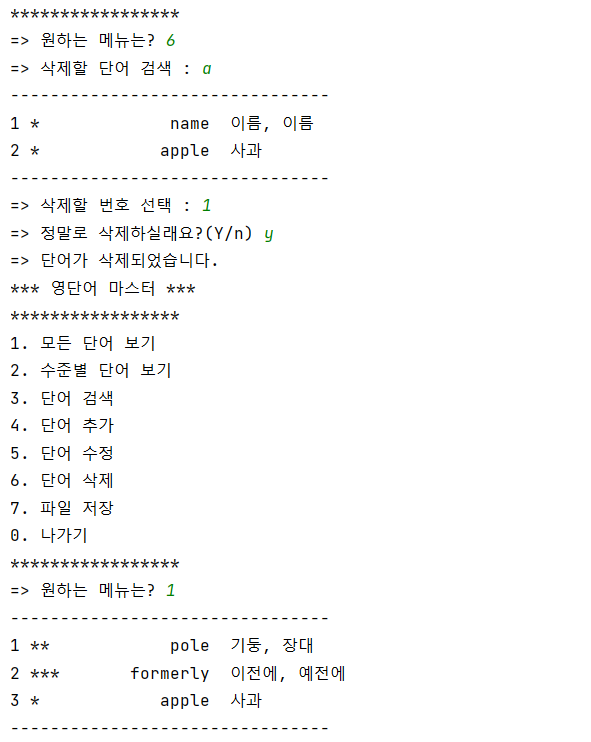 *****************
=> 원하는 메뉴는? 6
=> 삭제할 단어 검색 : a
--------------------------------
1 *             name  이름, 이름
2 *            apple  사과
--------------------------------
=> 삭제할 번호 선택 : 1
=> 정말로 삭제하실래요?(Y/n) y
=> 단어가 삭제되었습니다.
*** 영단어 마스터 ***
*****************
1. 모든 단어 보기
2. 수준별 단어 보기
3. 단어 검색
4. 단어 추가
5. 단어 수정
6. 단어 삭제
7. 파일 저장
0. 나가기
*****************
=> 원하는 메뉴는? 1
--------------------------------
1 **            pole  기둥, 장대
2 ***       formerly  이전에, 예전에
3 *            apple  사과
--------------------------------